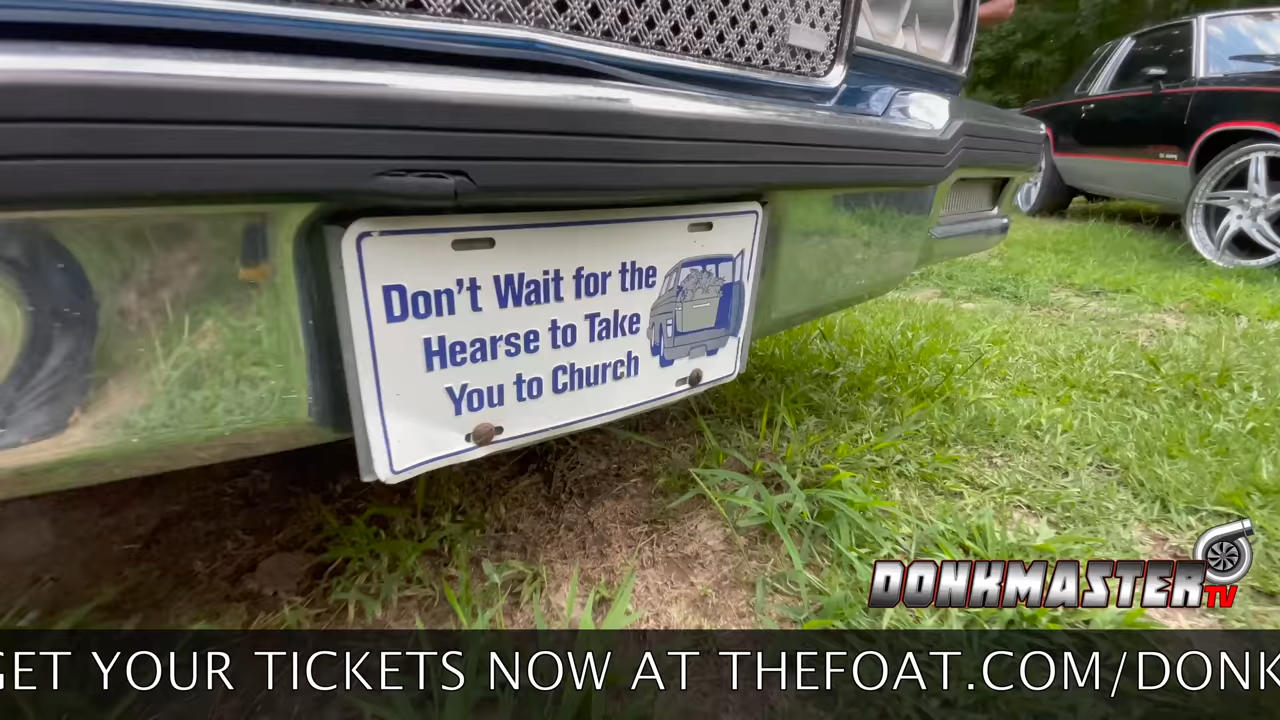 Don't Wait for the
Hearse to Take
You to Church
DONKMASTER
TV
GET YOUR TICKETS NOW AT THEFOAT.COM/DONK